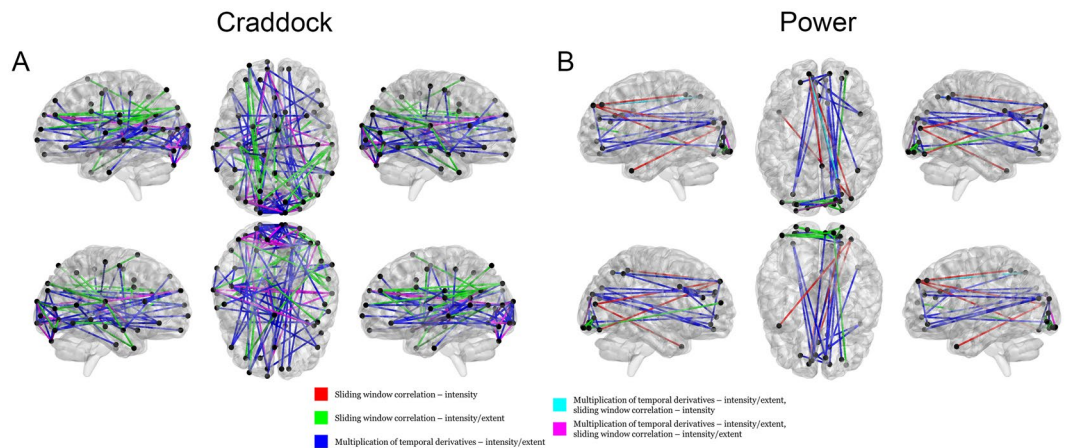 Craddock
Power
A
B
Sliding window correlation – intensity
Sliding window correlation – intensity/extent
Multiplication of temporal derivatives – intensity/extent
Multiplication of temporal derivatives – intensity/extent,
sliding window correlation – intensity
Multiplication of temporal derivatives – intensity/extent,
sliding window correlation – intensity/extent